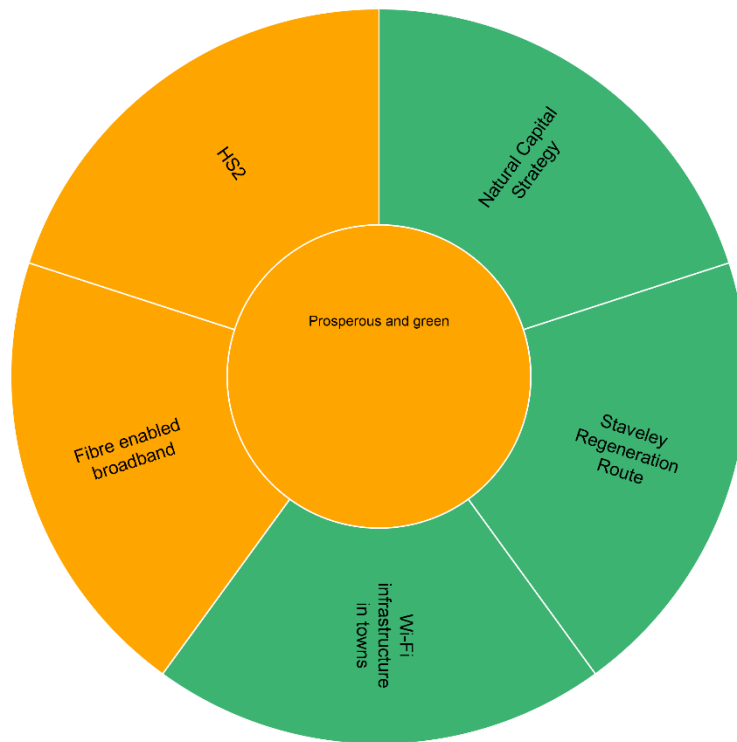 Natural Capital
Strategy
HS2
Prosperous and green
Staveley
Regeneration
Route
Fibre enabled
broadband
Wi-Fi
infrastructure
in towns